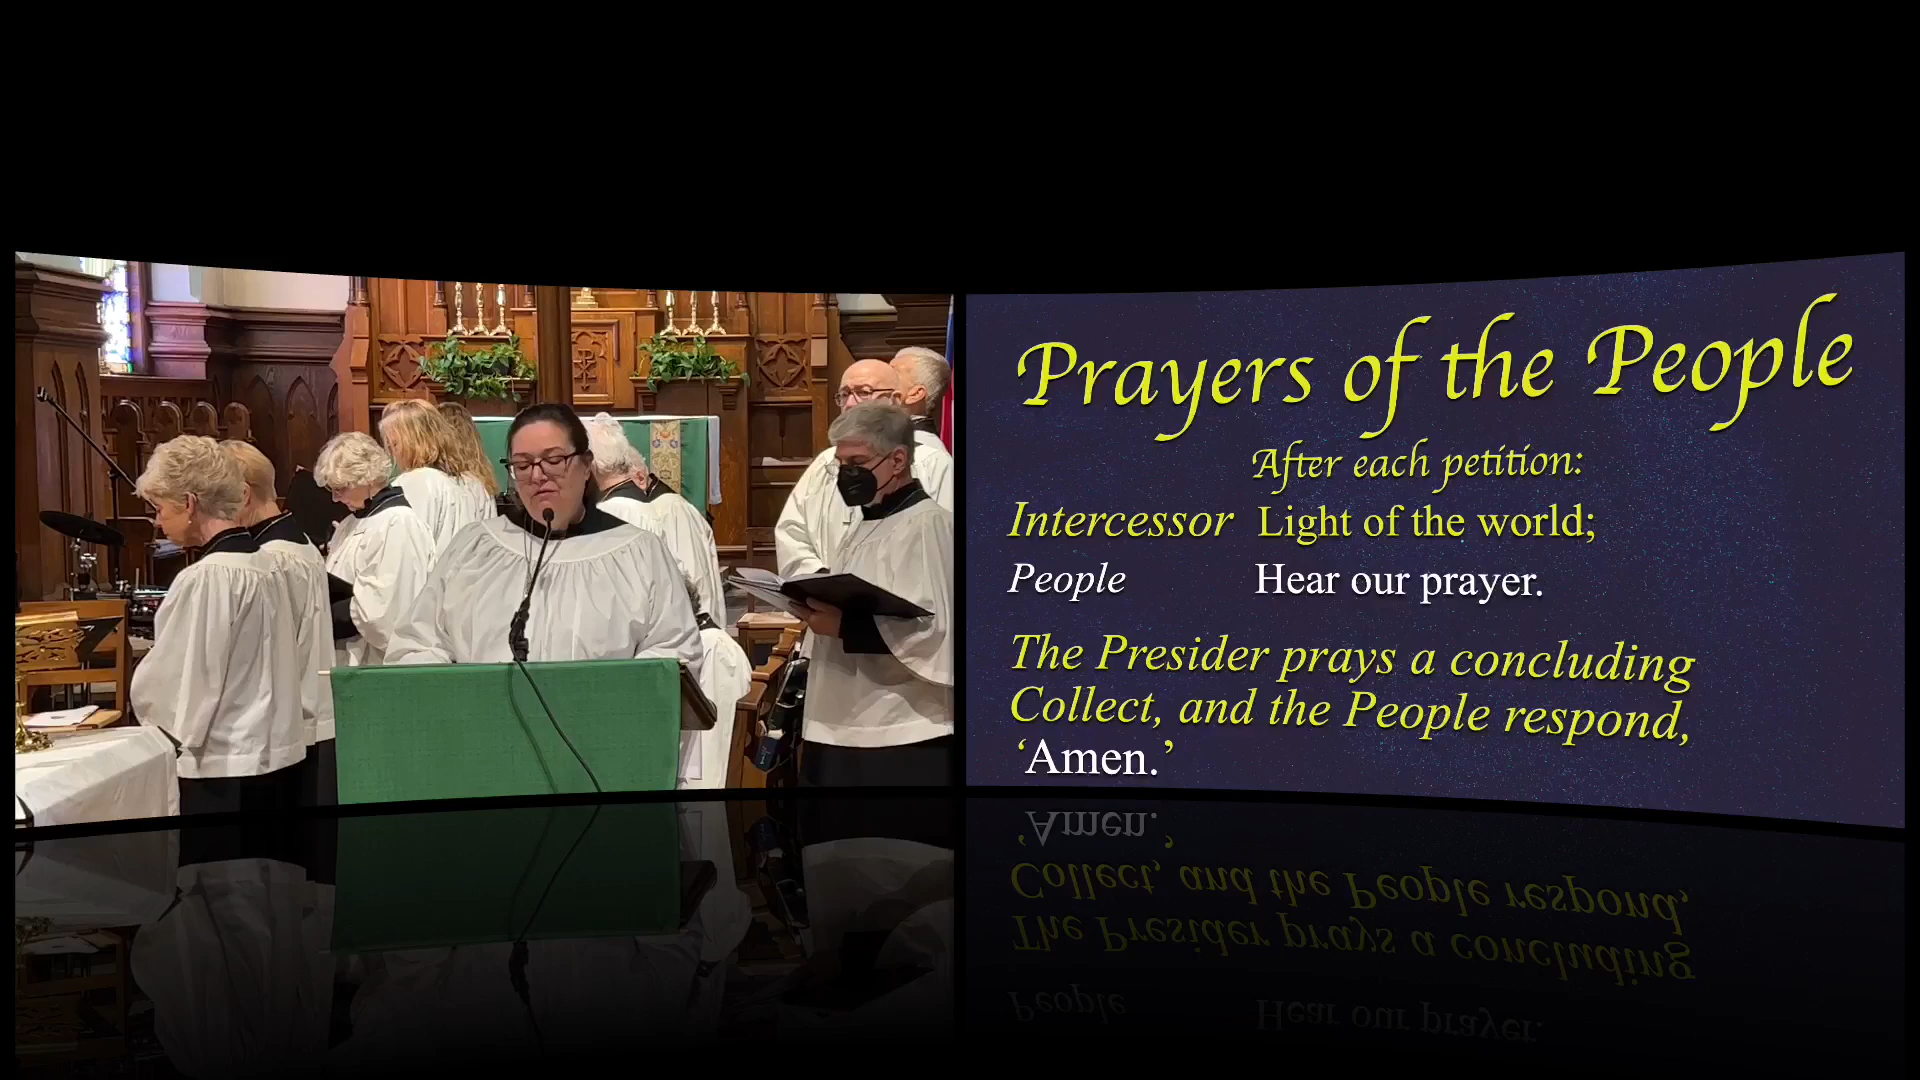 Prayers of the People
After each petition:
Intercessor Light of the world;
People Hear our prayer.
The Presider prays a concluding
Collect, and the People respond,
‘Amen.’